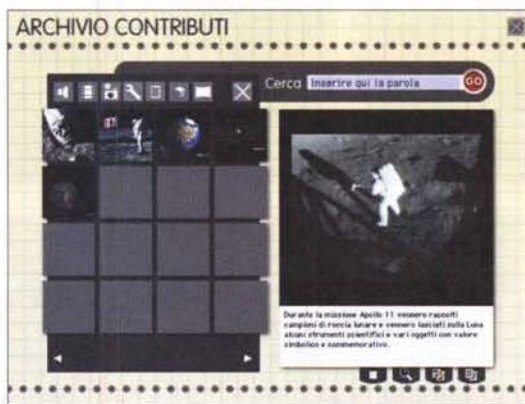 ARCHIVIO CONTRIBUTI
Cerca Inserire qui la parola GO
Durante la missione Apollo 11 vennero raccolti
campioni di roccia lunare e vennero lasciati sulla Luna
alcuni strumenti scientifici e vari oggetti con valore
simbolico e commemorativo.